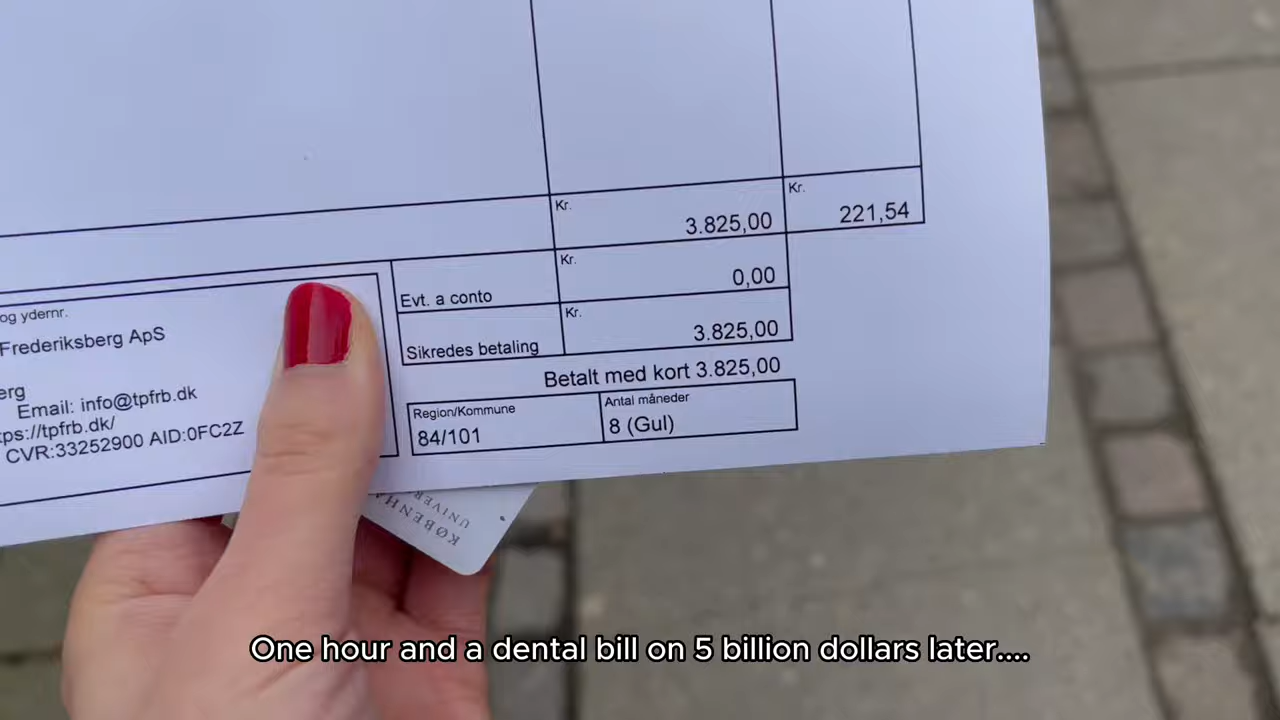 Kr.
3.825,00
Kr.
221,54
Evt. a conto
Kr.
0,00
Sikredes betaling
Kr.
3.825,00
Betalt med kort 3.825,00
Region/Kommune
84/101
Antal måneder
8 (Gul)
og ydernr.
Frederiksberg ApS
erg
Email: info@tpfrb.dk
tps://tpfrb.dk/
CVR:33252900 AID:0FC2Z
KØBENHA
UNIVER
One hour and a dental bill on 5 billion dollars later....